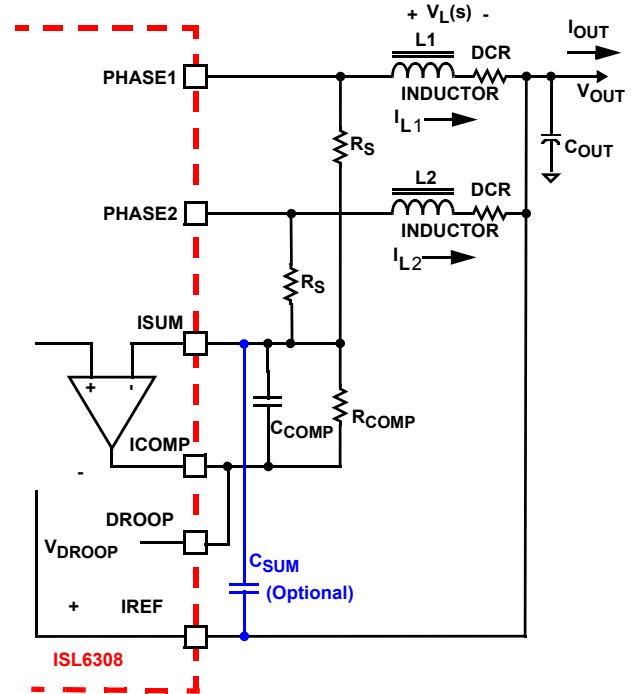 + VL(s) -
IOUT
L1
DCR
PHASE1
INDUCTOR
VOUT
IL1
COUT
RS
L2
DCR
PHASE2
INDUCTOR
IL2
RS
ISUM
+ -
CCOMP
RCOMP
ICOMP
-
DROOP
VDROOP
CSUM
(Optional)
+ IREF
ISL6308